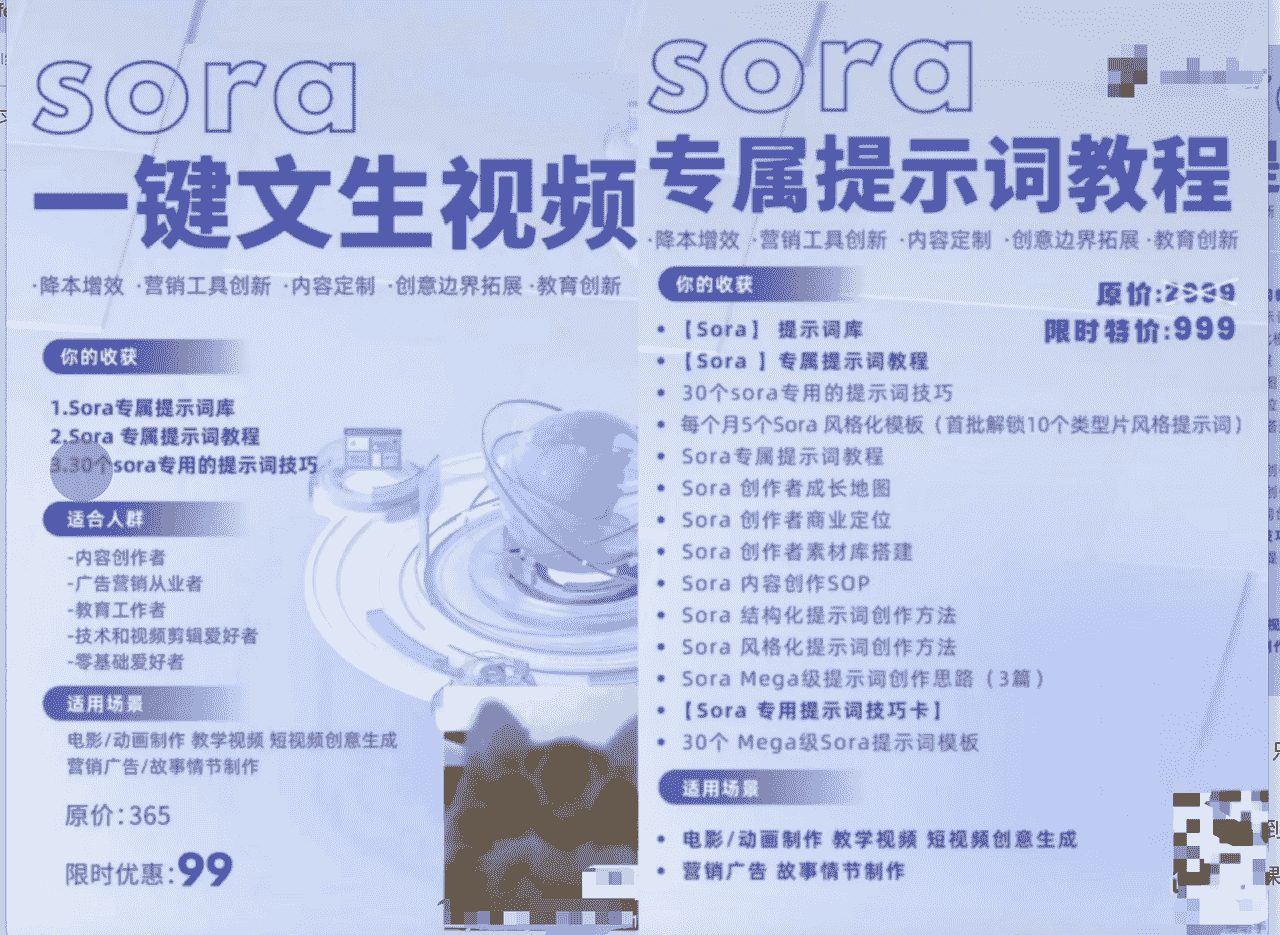 sora
一键文生视频
·降本增效 ·营销工具创新 ·内容定制 ·创意边界拓展 ·教育创新
你的收获
1.Sora专属提示词库
2.Sora 专属提示词教程
3.30个sora专用的提示词技巧
适合人群
-内容创作者
-广告营销从业者
-教育工作者
-技术和视频剪辑爱好者
-零基础爱好者
适用场景
电影/动画制作 教学视频 短视频创意生成
营销广告/故事情节制作
原价:365
限时优惠:99
sora
专属提示词教程
·降本增效 ·营销工具创新 ·内容定制 ·创意边界拓展 ·教育创新
你的收获
原价:2999
限时特价:999
• 【Sora】 提示词库
• 【Sora 】专属提示词教程
• 30个sora专用的提示词技巧
• 每个月5个Sora 风格化模板（首批解锁10个类型片风格提示词）
• Sora专属提示词教程
• Sora 创作者成长地图
• Sora 创作者商业定位
• Sora 创作者素材库搭建
• Sora 内容创作SOP
• Sora 结构化提示词创作方法
• Sora 风格化提示词创作方法
• Sora Mega级提示词创作思路（3篇）
• 【Sora 专用提示词技巧卡】
• 30个 Mega级Sora提示词模板
适用场景
• 电影/动画制作 教学视频 短视频创意生成
• 营销广告 故事情节制作